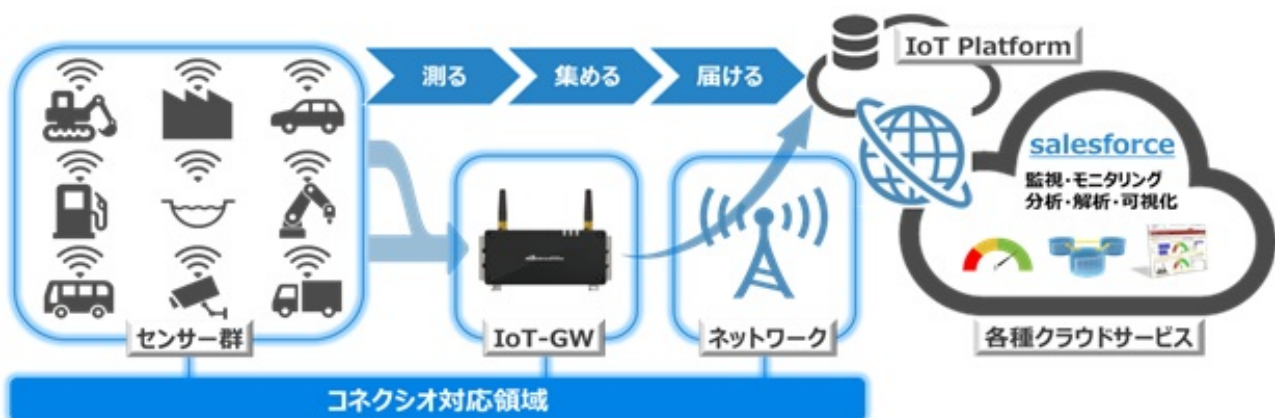 測る
集める
届ける
IoT Platform
salesforce
監視・モニタリング
分析・解析・可視化
センサー群
IoT-GW
ネットワーク
各種クラウドサービス
コネクシオ対応領域